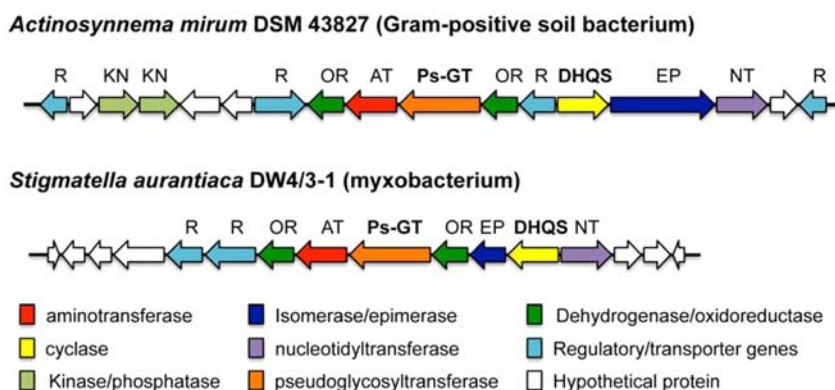 Actinosynnema mirum DSM 43827 (Gram-positive soil bacterium)
R KN KN R OR AT Ps-GT OR R DHQS EP NT R
Stigmatella aurantiaca DW4/3-1 (myxobacterium)
R R OR AT Ps-GT OR EP DHQS NT
aminotransferase Isomerase/epimerase Dehydrogenase/oxidoreductase
cyclase nucleotidyltransferase Regulatory/transporter genes
Kinase/phosphatase pseudoglycosyltransferase Hypothetical protein